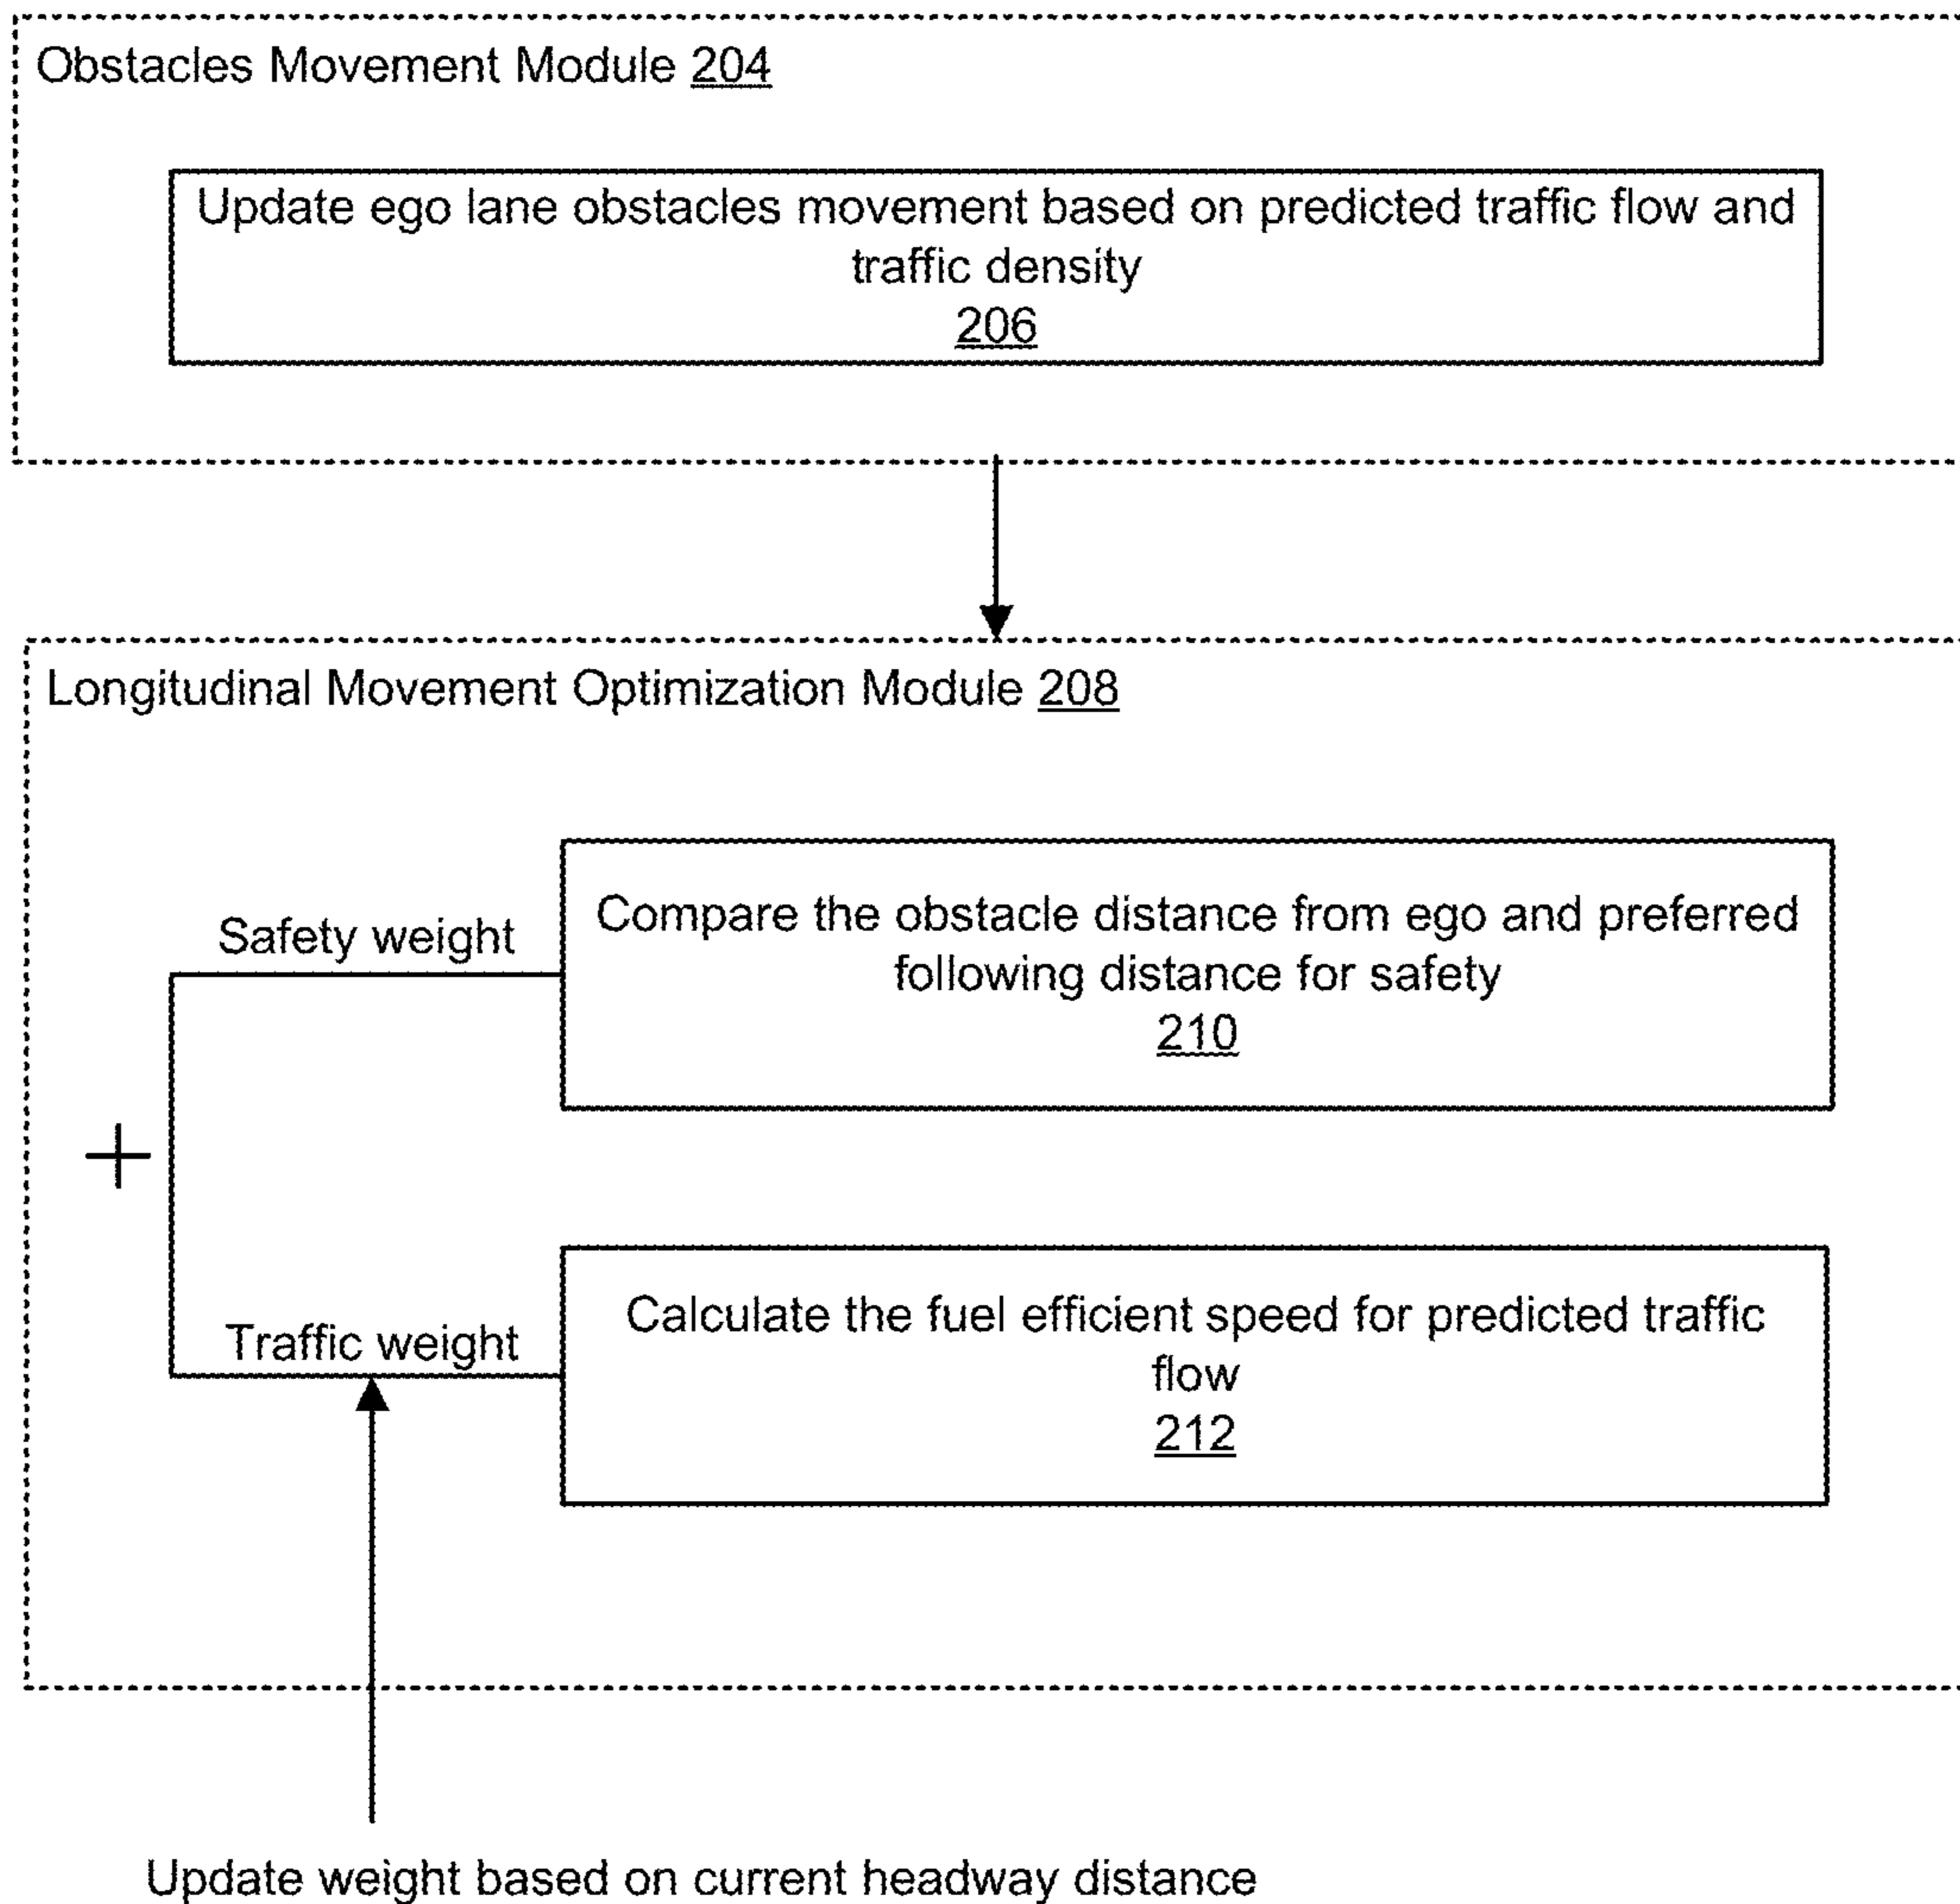 Obstacles Movement Module 204
Update ego lane obstacles movement based on predicted traffic flow and
traffic density
206
Longitudinal Movement Optimization Module 208
Safety weight
Compare the obstacle distance from ego and preferred
following distance for safety
210
+
Traffic weight
Calculate the fuel efficient speed for predicted traffic
flow
212
Update weight based on current headway distance